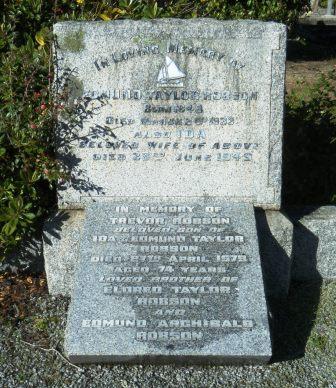 IN LOVING MEMORY OF
EDMUND TAYLOR ROBSON
BORN
DIED
ALSO IDA
BELOVED WIFE OF ABOVE
DIED 28TH JUNE 1945
IN MEMORY OF
TREVOR ROBSON
BELOVED SON OF
IDA & EDMUND TAYLOR
ROBSON
DIED 27TH APRIL 1979
AGED 74 YEARS
LOVED BROTHER OF
ELDRED TAYLOR
ROBSON
AND
EDMUND ARCHIBALD
ROBSON